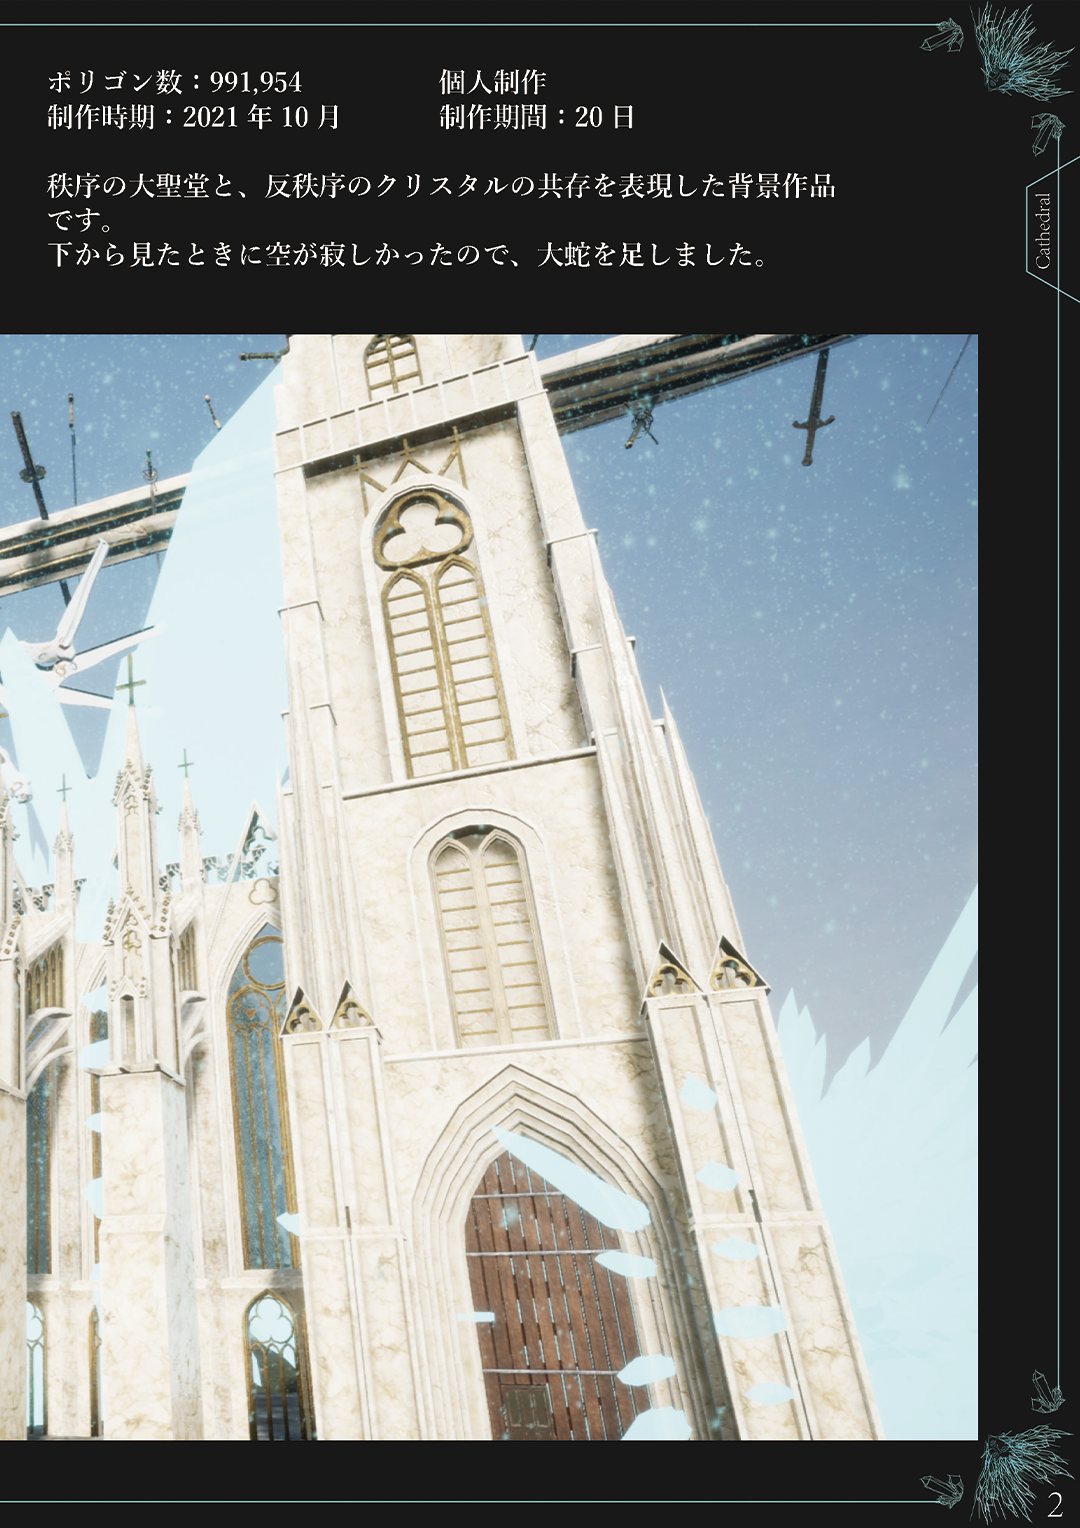 ポリゴン数：991,954
個人制作
制作時期：2021 年 10 月
制作期間：20 日
秩序の大聖堂と、反秩序のクリスタルの共存を表現した背景作品
です。
下から見たときに空が寂しかったので、大蛇を足しました。
Cathedral
2